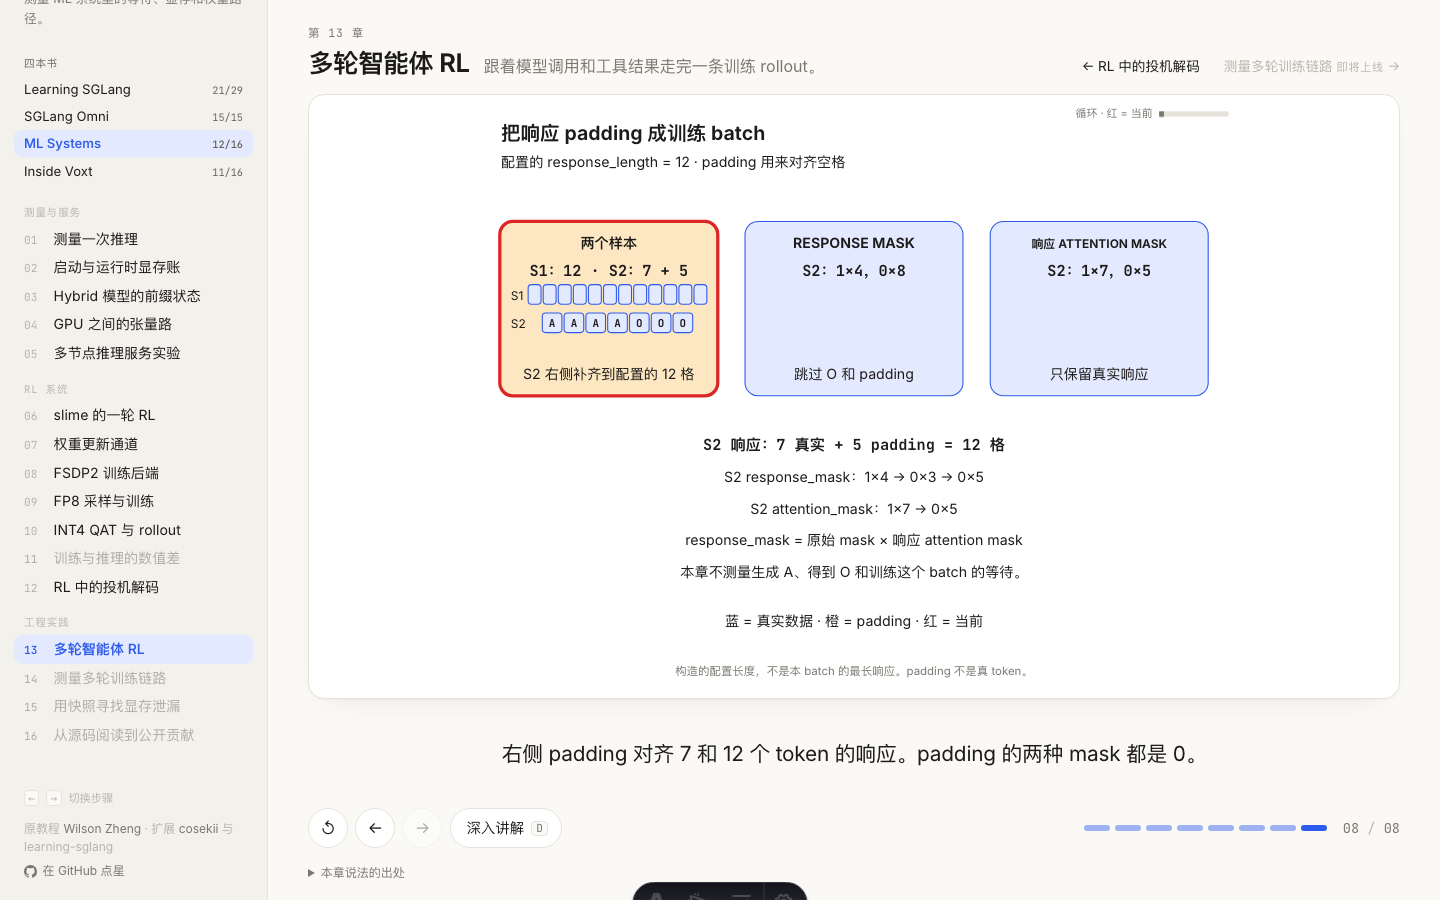 测量 ML 系统里的等待、显存和权重路
径。
四本书
Learning SGLang 21/29
SGLang Omni 15/15
ML Systems 12/16
Inside Voxt 11/16
测量与服务
01 测量一次推理
02 启动与运行时显存账
03 Hybrid 模型的前缀状态
04 GPU 之间的张量路
05 多节点推理服务实验
RL 系统
06 slime 的一轮 RL
07 权重更新通道
08 FSDP2 训练后端
09 FP8 采样与训练
10 INT4 QAT 与 rollout
11 训练与推理的数值差
12 RL 中的投机解码
工程实践
13 多轮智能体 RL
14 测量多轮训练链路
15 用快照寻找显存泄漏
16 从源码阅读到公开贡献
← → 切换步骤
原教程 Wilson Zheng · 扩展 cosekii 与
learning-sglang
在 GitHub 点星
第 13 章
多轮智能体 RL 跟着模型调用和工具结果走完一条训练 rollout。
← RL 中的投机解码 测量多轮训练链路 即将上线 →
循环 · 红 = 当前
把响应 padding 成训练 batch
配置的 response_length = 12 · padding 用来对齐空格
两个样本
S1: 12 · S2: 7 + 5
S1
S2 A A A A O O O
S2 右侧补齐到配置的 12 格
RESPONSE MASK
S2: 1×4, 0×8
跳过 O 和 padding
响应 ATTENTION MASK
S2: 1×7, 0×5
只保留真实响应
S2 响应: 7 真实 + 5 padding = 12 格
S2 response_mask: 1×4 → 0×3 → 0×5
S2 attention_mask: 1×7 → 0×5
response_mask = 原始 mask × 响应 attention mask
本章不测量生成 A、得到 O 和训练这个 batch 的等待。
蓝 = 真实数据 · 橙 = padding · 红 = 当前
构造的配置长度，不是本 batch 的最长响应。padding 不是真 token。
右侧 padding 对齐 7 和 12 个 token 的响应。padding 的两种 mask 都是 0。
← → 深入讲解 D
08 / 08
▶ 本章说法的出处